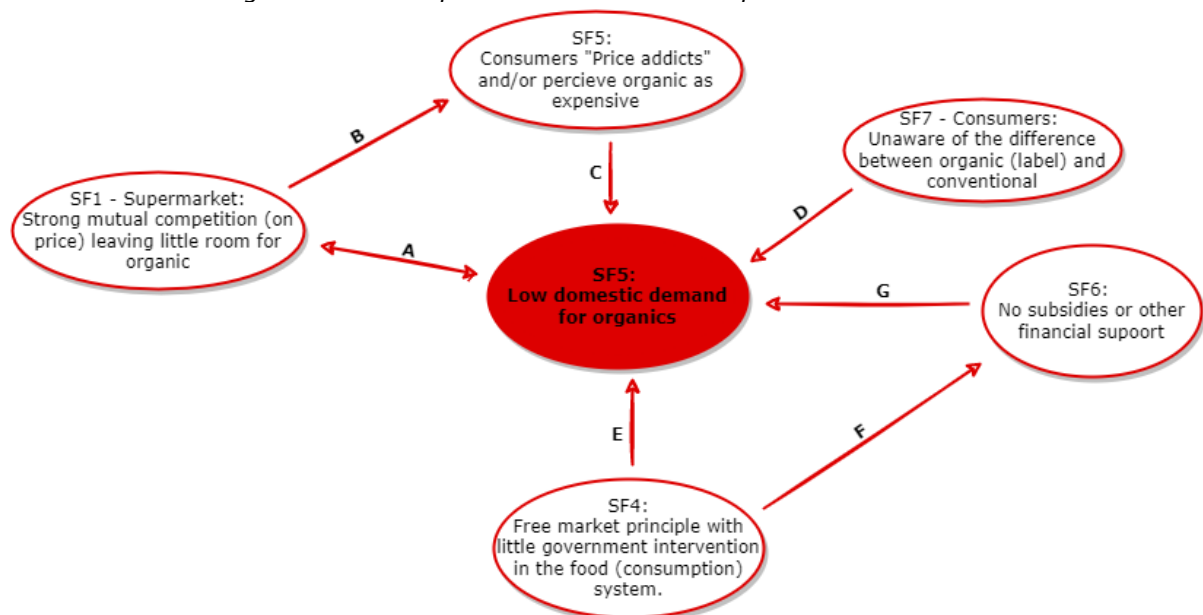 SF5:
Consumers "Price addicts"
and/or percieve organic as
expensive
SF7 - Consumers:
Unaware of the difference
between organic (label) and
conventional
B
C
SF1 - Supermarket:
Strong mutual competition (on
price) leaving little room for
organic
D
A
SF5:
Low domestic demand
for organics
G
SF6:
No subsidies or other
financial supoort
E
F
SF4:
Free market principle with
little government intervention
in the food (consumption)
system.